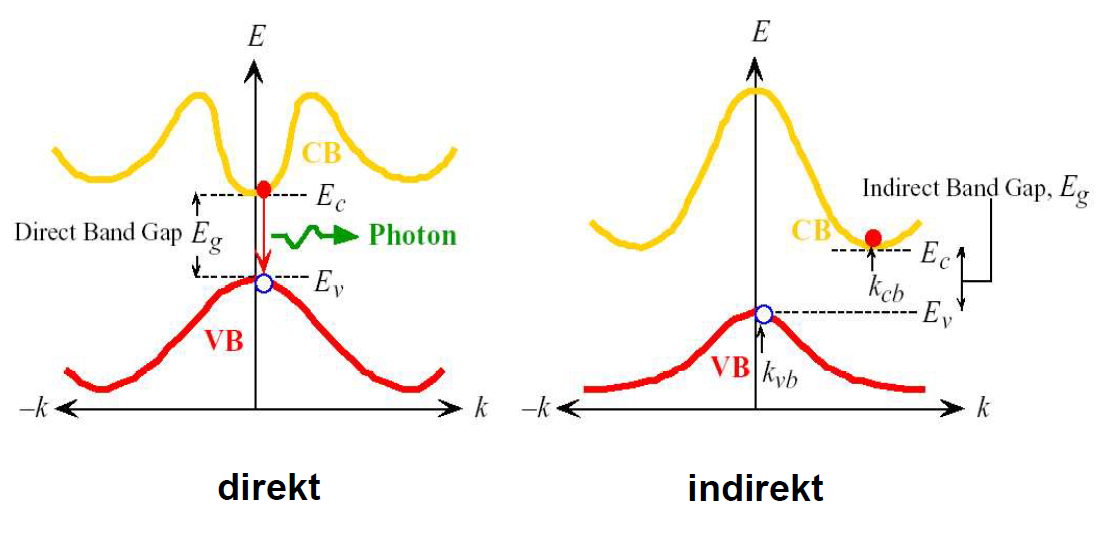 E
CB
E_c
Direct Band Gap E_g
Photon
E_v
VB
–k
k
direkt
E
Indirect Band Gap, E_g
CB
E_c
k_cb
E_v
VB
k_vb
–k
k
indirekt